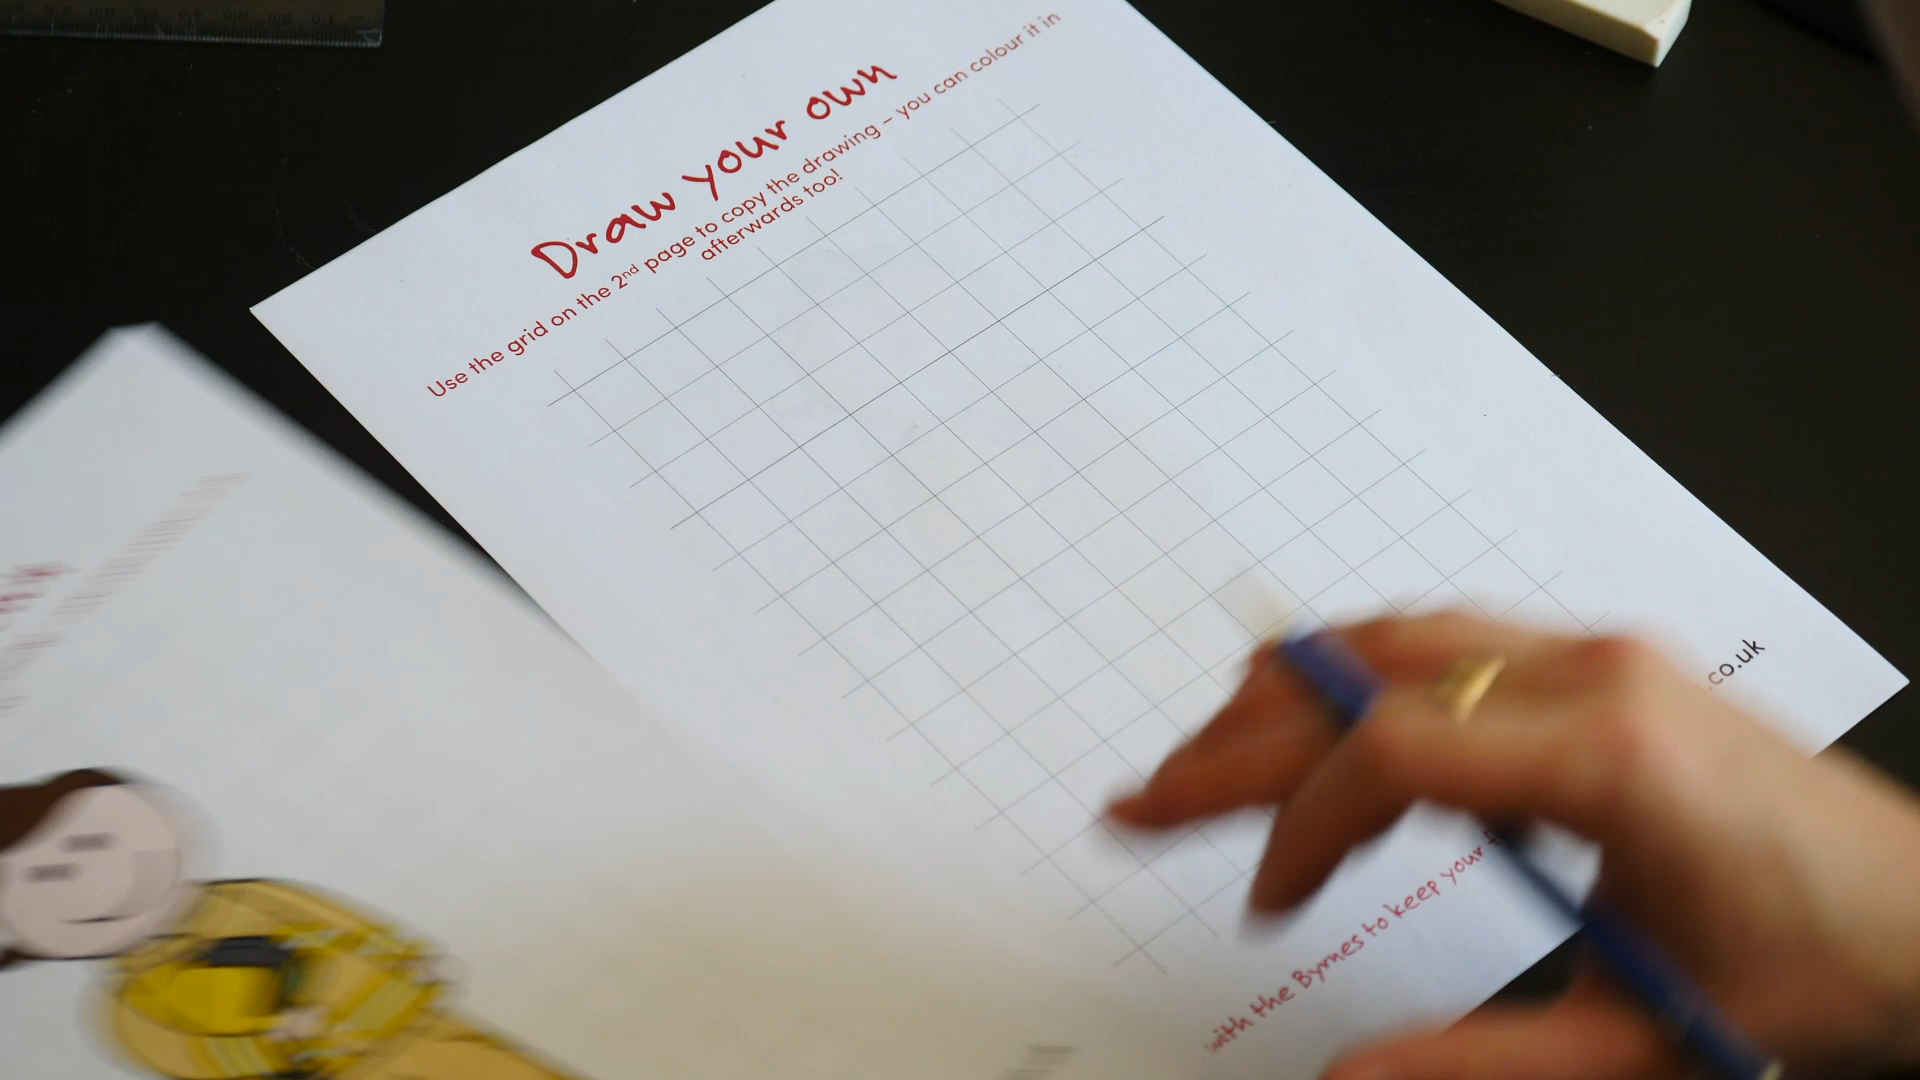 Draw your own
Use the grid on the 2nd page to copy the drawing – you can colour it in
afterwards too!
.co.uk
with the Byrnes to keep your